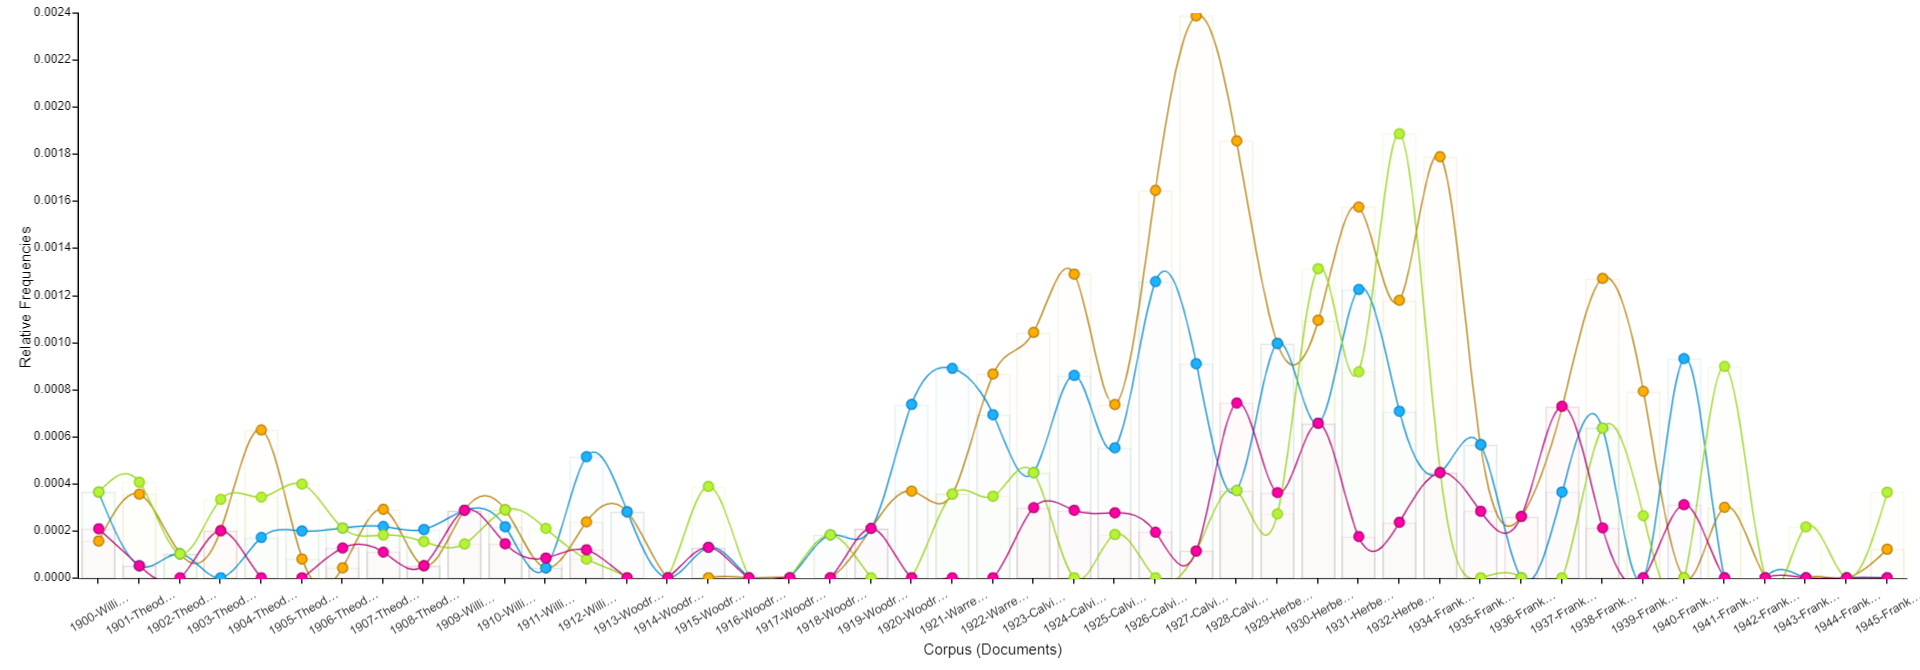 0.0024
0.0022
0.0020
0.0018
0.0016
0.0014
0.0012
0.0010
0.0008
0.0006
0.0004
0.0002
0.0000
Relative Frequencies
1900-Willi…
1901-Theod…
1902-Theod…
1903-Theod…
1904-Theod…
1905-Theod…
1906-Theod…
1907-Theod…
1908-Theod…
1909-Willi…
1910-Willi…
1911-Willi…
1912-Willi…
1913-Woodr…
1914-Woodr…
1915-Woodr…
1916-Woodr…
1917-Woodr…
1918-Woodr…
1919-Woodr…
1920-Woodr…
1921-Warre…
1922-Warre…
1923-Calvi…
1924-Calvi…
1925-Calvi…
1926-Calvi…
1927-Calvi…
1928-Herbe…
1929-Herbe…
1930-Herbe…
1931-Herbe…
1932-Herbe…
1934-Frank…
1935-Frank…
1936-Frank…
1937-Frank…
1938-Frank…
1939-Frank…
1940-Frank…
1941-Frank…
1942-Frank…
1943-Frank…
1944-Frank…
1945-Frank…
Corpus (Documents)